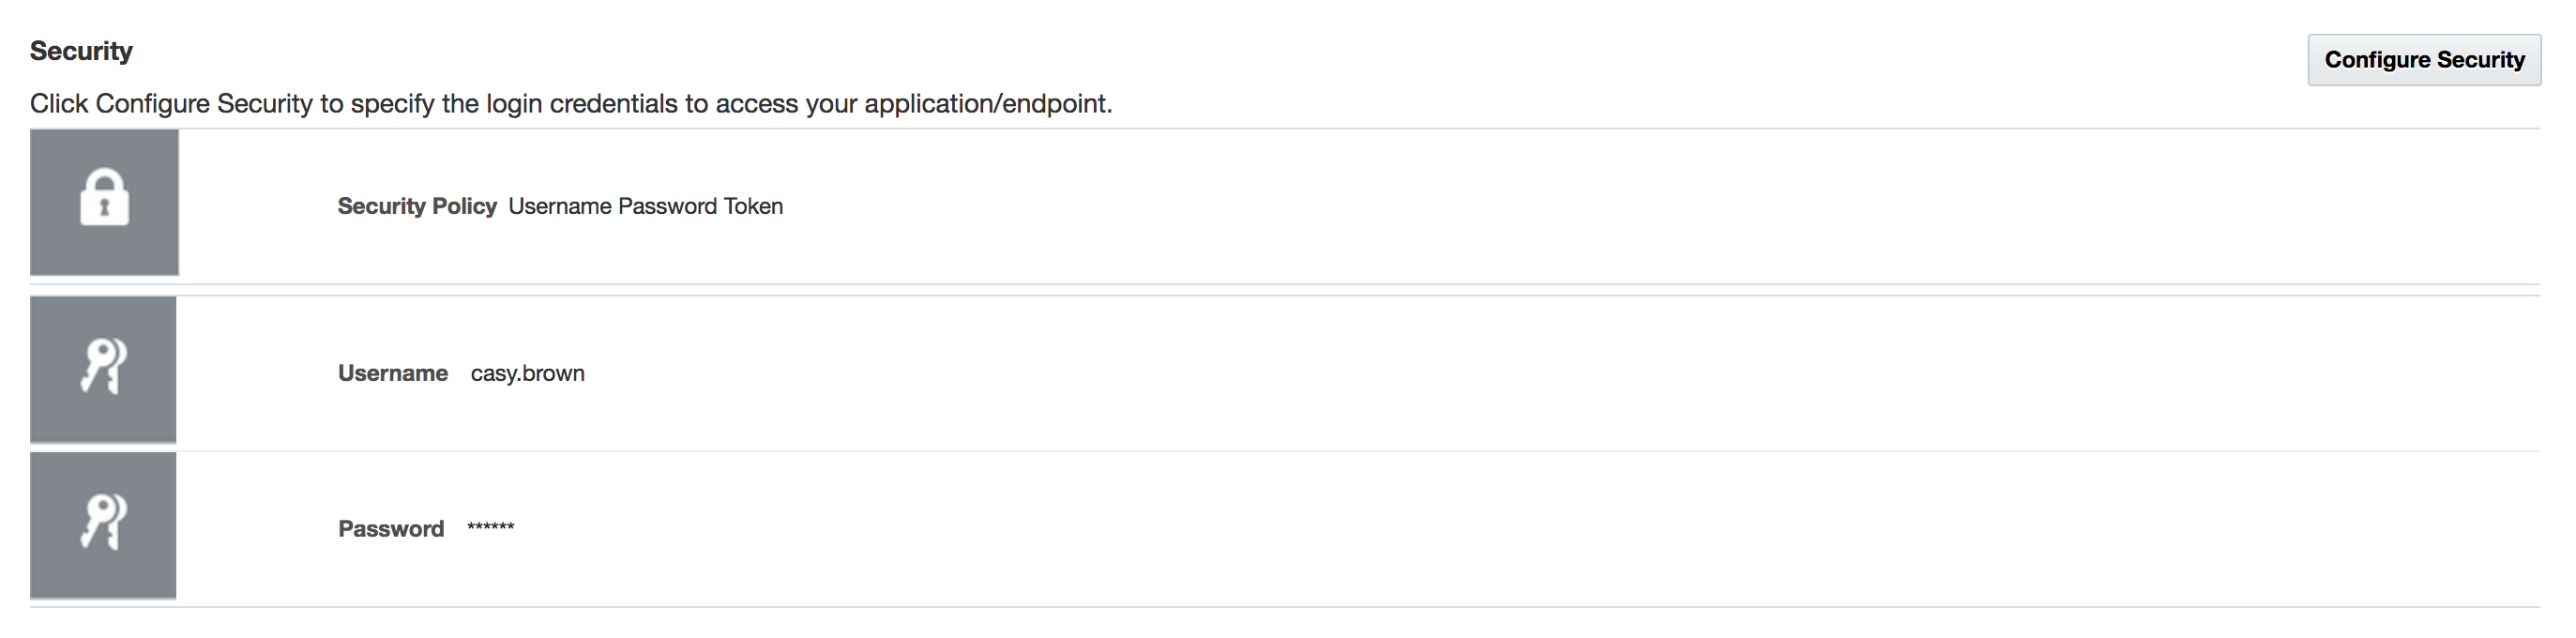 Security
Configure Security
Click Configure Security to specify the login credentials to access your application/endpoint.
Security Policy Username Password Token
Username casy.brown
Password ******